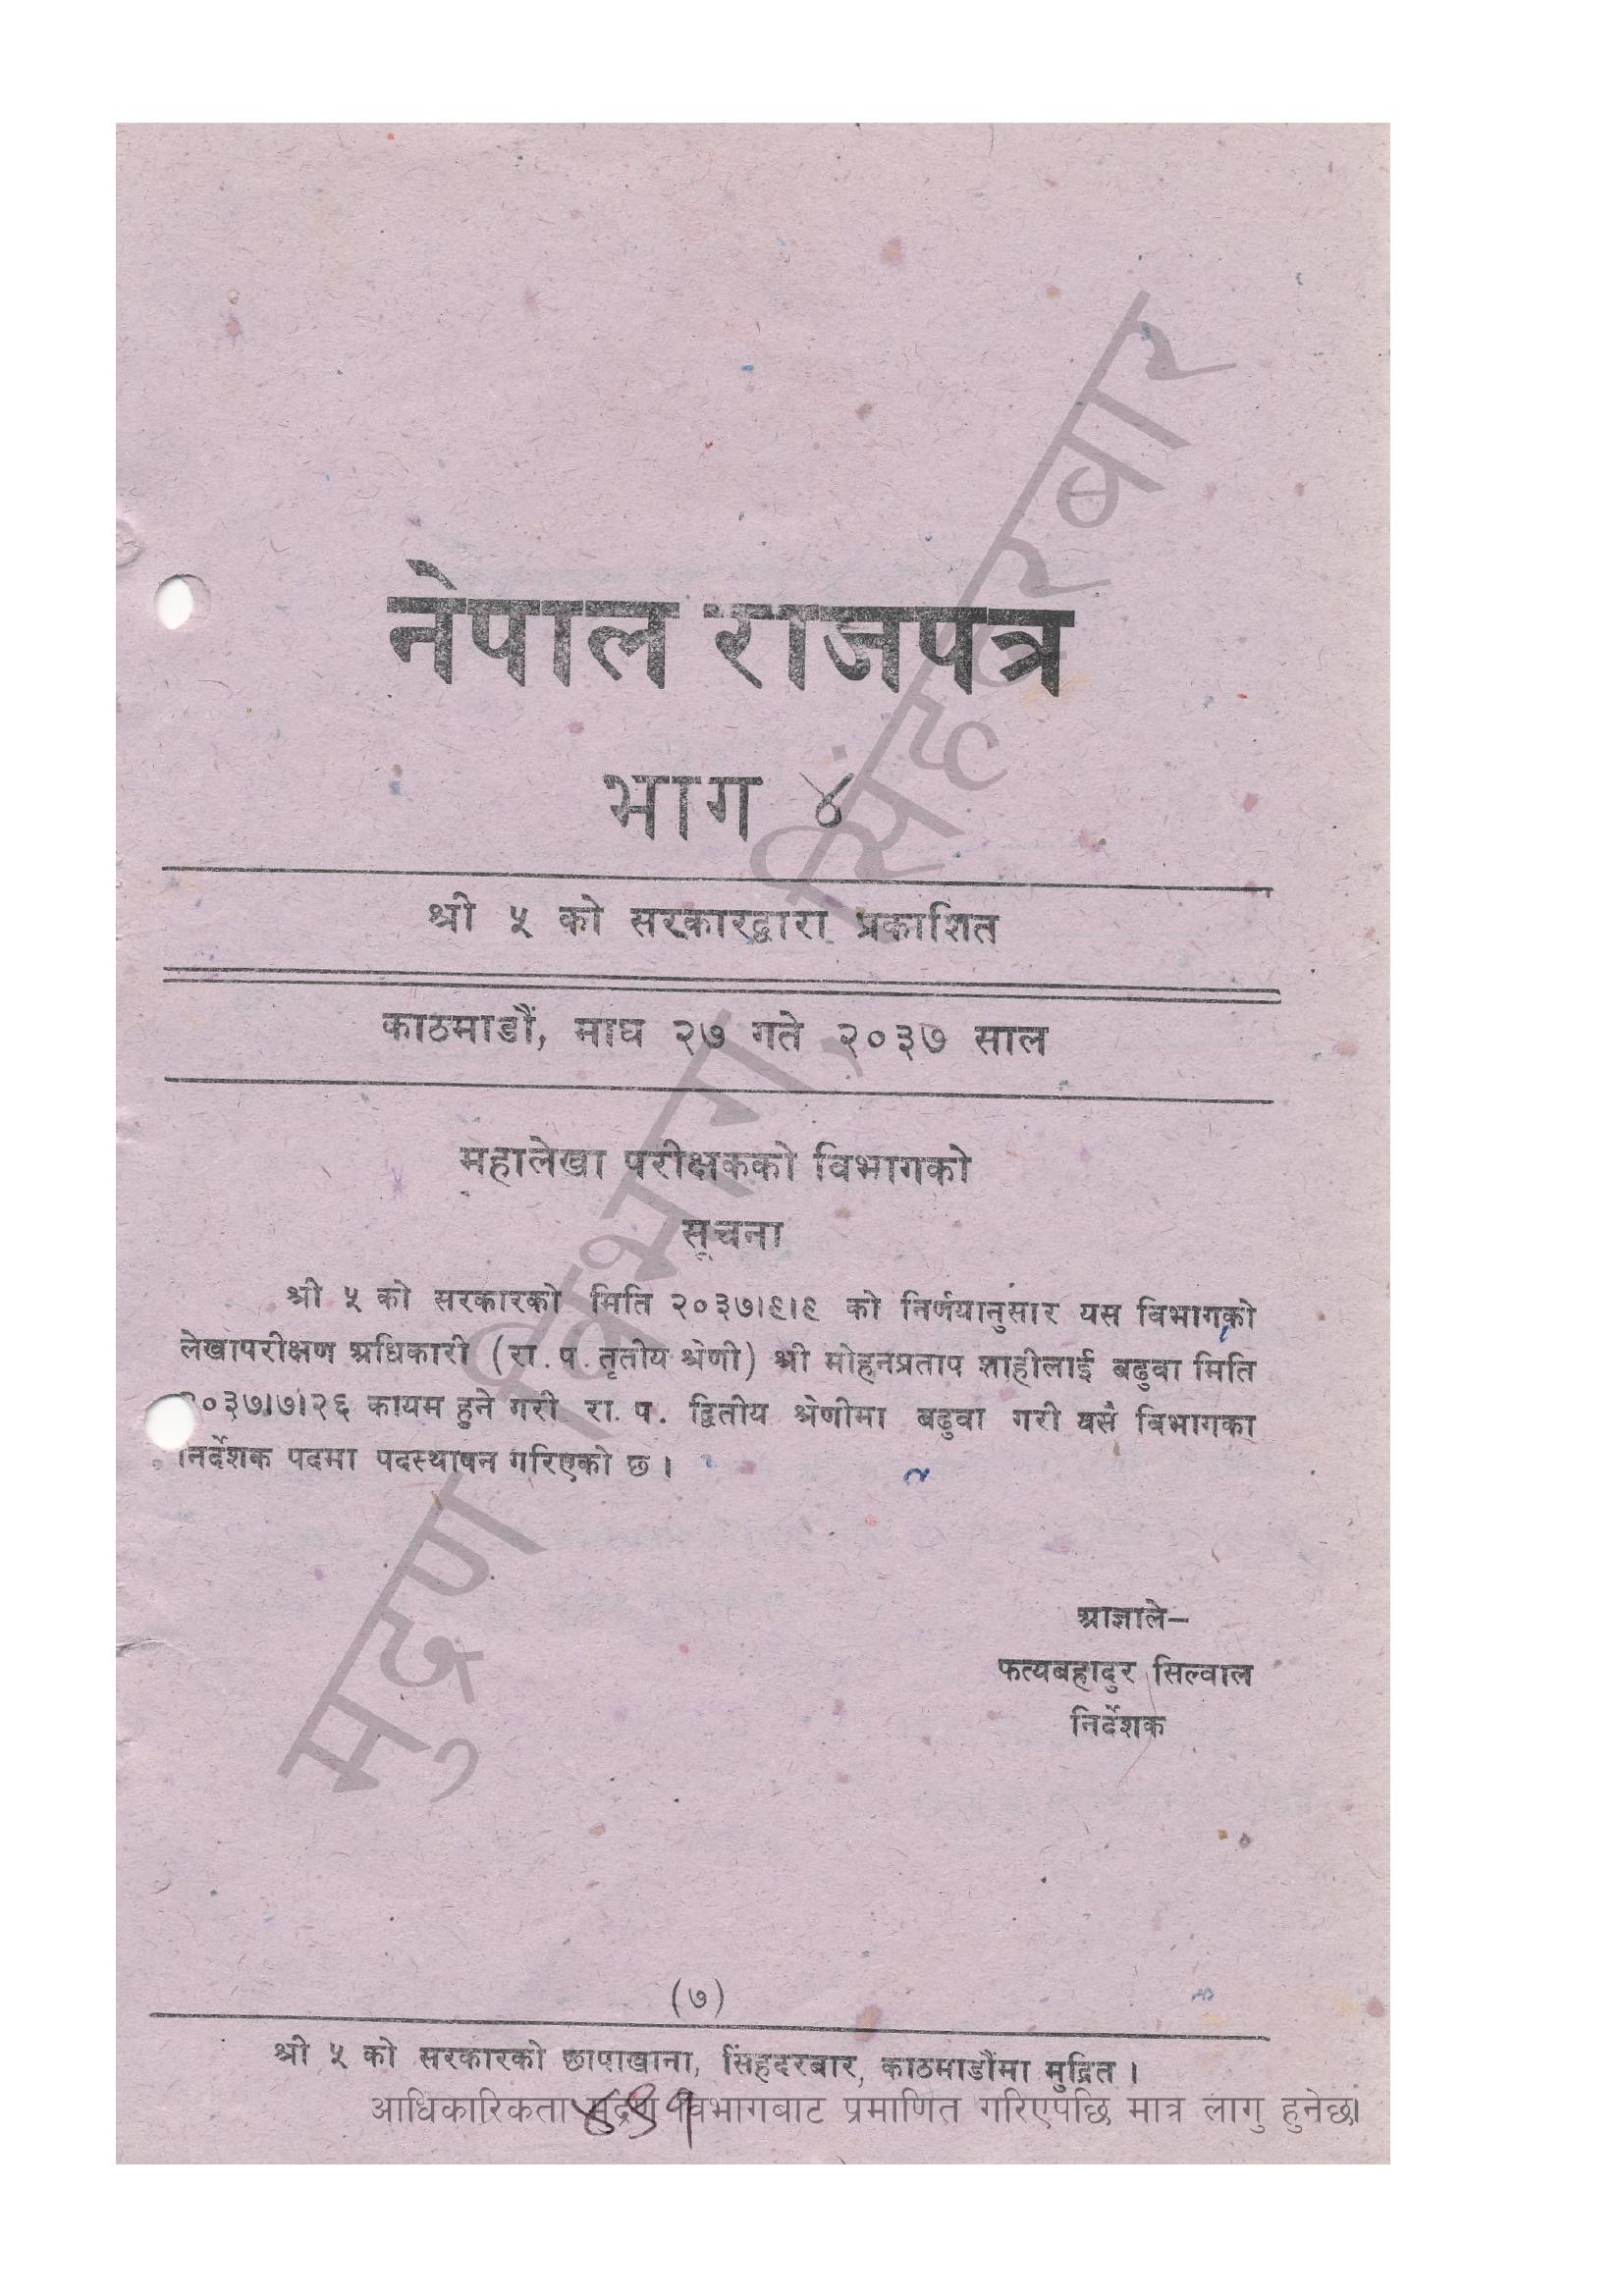 नेपाल राजपत्र
भाग ४
श्री ५ को सरकारद्वारा प्रकाशित
काठमाडौं, माघ २७ गते २०३७ साल
महालेखा परीक्षकको विभागको
सूचना
श्री ५ को सरकारको मिति २०३७।९।९ को निर्णयानुसार यस विभागको
लेखापरीक्षण अधिकारी (रा. प. तृतीय श्रेणी) श्री मोहनप्रताप शाहीलाई बढुवा मिति
२०३७।७।२६ कायम हुने गरी रा. प. द्वितीय श्रेणीमा बढुवा गरी यस विभागका
निर्देशक पदमा पदस्थापन गरिएको छ ।
आज्ञाले–
फत्यबहादुर सिल्वाल
निर्देशक
(७)
श्री ५ को सरकारको छापाखाना, सिंहदरबार, काठमाडौंमा मुद्रित ।
आधिकारिकता मुद्रण विभागबाट प्रमाणित गरिएपछि मात्र लागु हुनेछ।
मुद्रण विभाग, सिंहदरबार